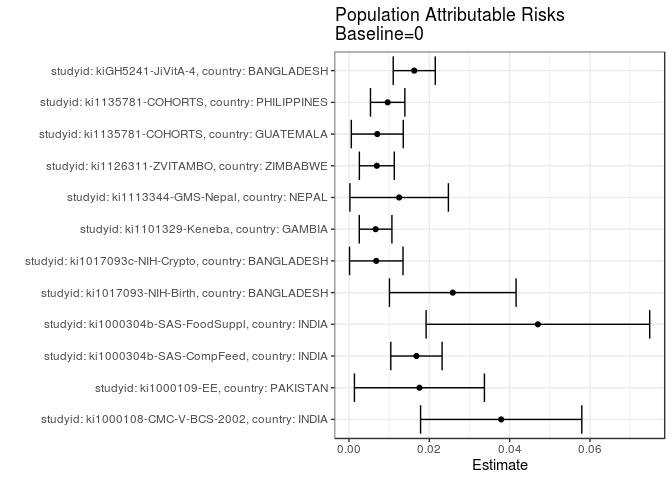 Population Attributable Risks
Baseline=0
studyid: kiGH5241-JiVitA-4, country: BANGLADESH
studyid: ki1135781-COHORTS, country: PHILIPPINES
studyid: ki1135781-COHORTS, country: GUATEMALA
studyid: ki1126311-ZVITAMBO, country: ZIMBABWE
studyid: ki1113344-GMS-Nepal, country: NEPAL
studyid: ki1101329-Keneba, country: GAMBIA
studyid: ki1017093c-NIH-Crypto, country: BANGLADESH
studyid: ki1017093-NIH-Birth, country: BANGLADESH
studyid: ki1000304b-SAS-FoodSuppl, country: INDIA
studyid: ki1000304b-SAS-CompFeed, country: INDIA
studyid: ki1000109-EE, country: PAKISTAN
studyid: ki1000108-CMC-V-BCS-2002, country: INDIA
0.00 0.02 0.04 0.06
Estimate